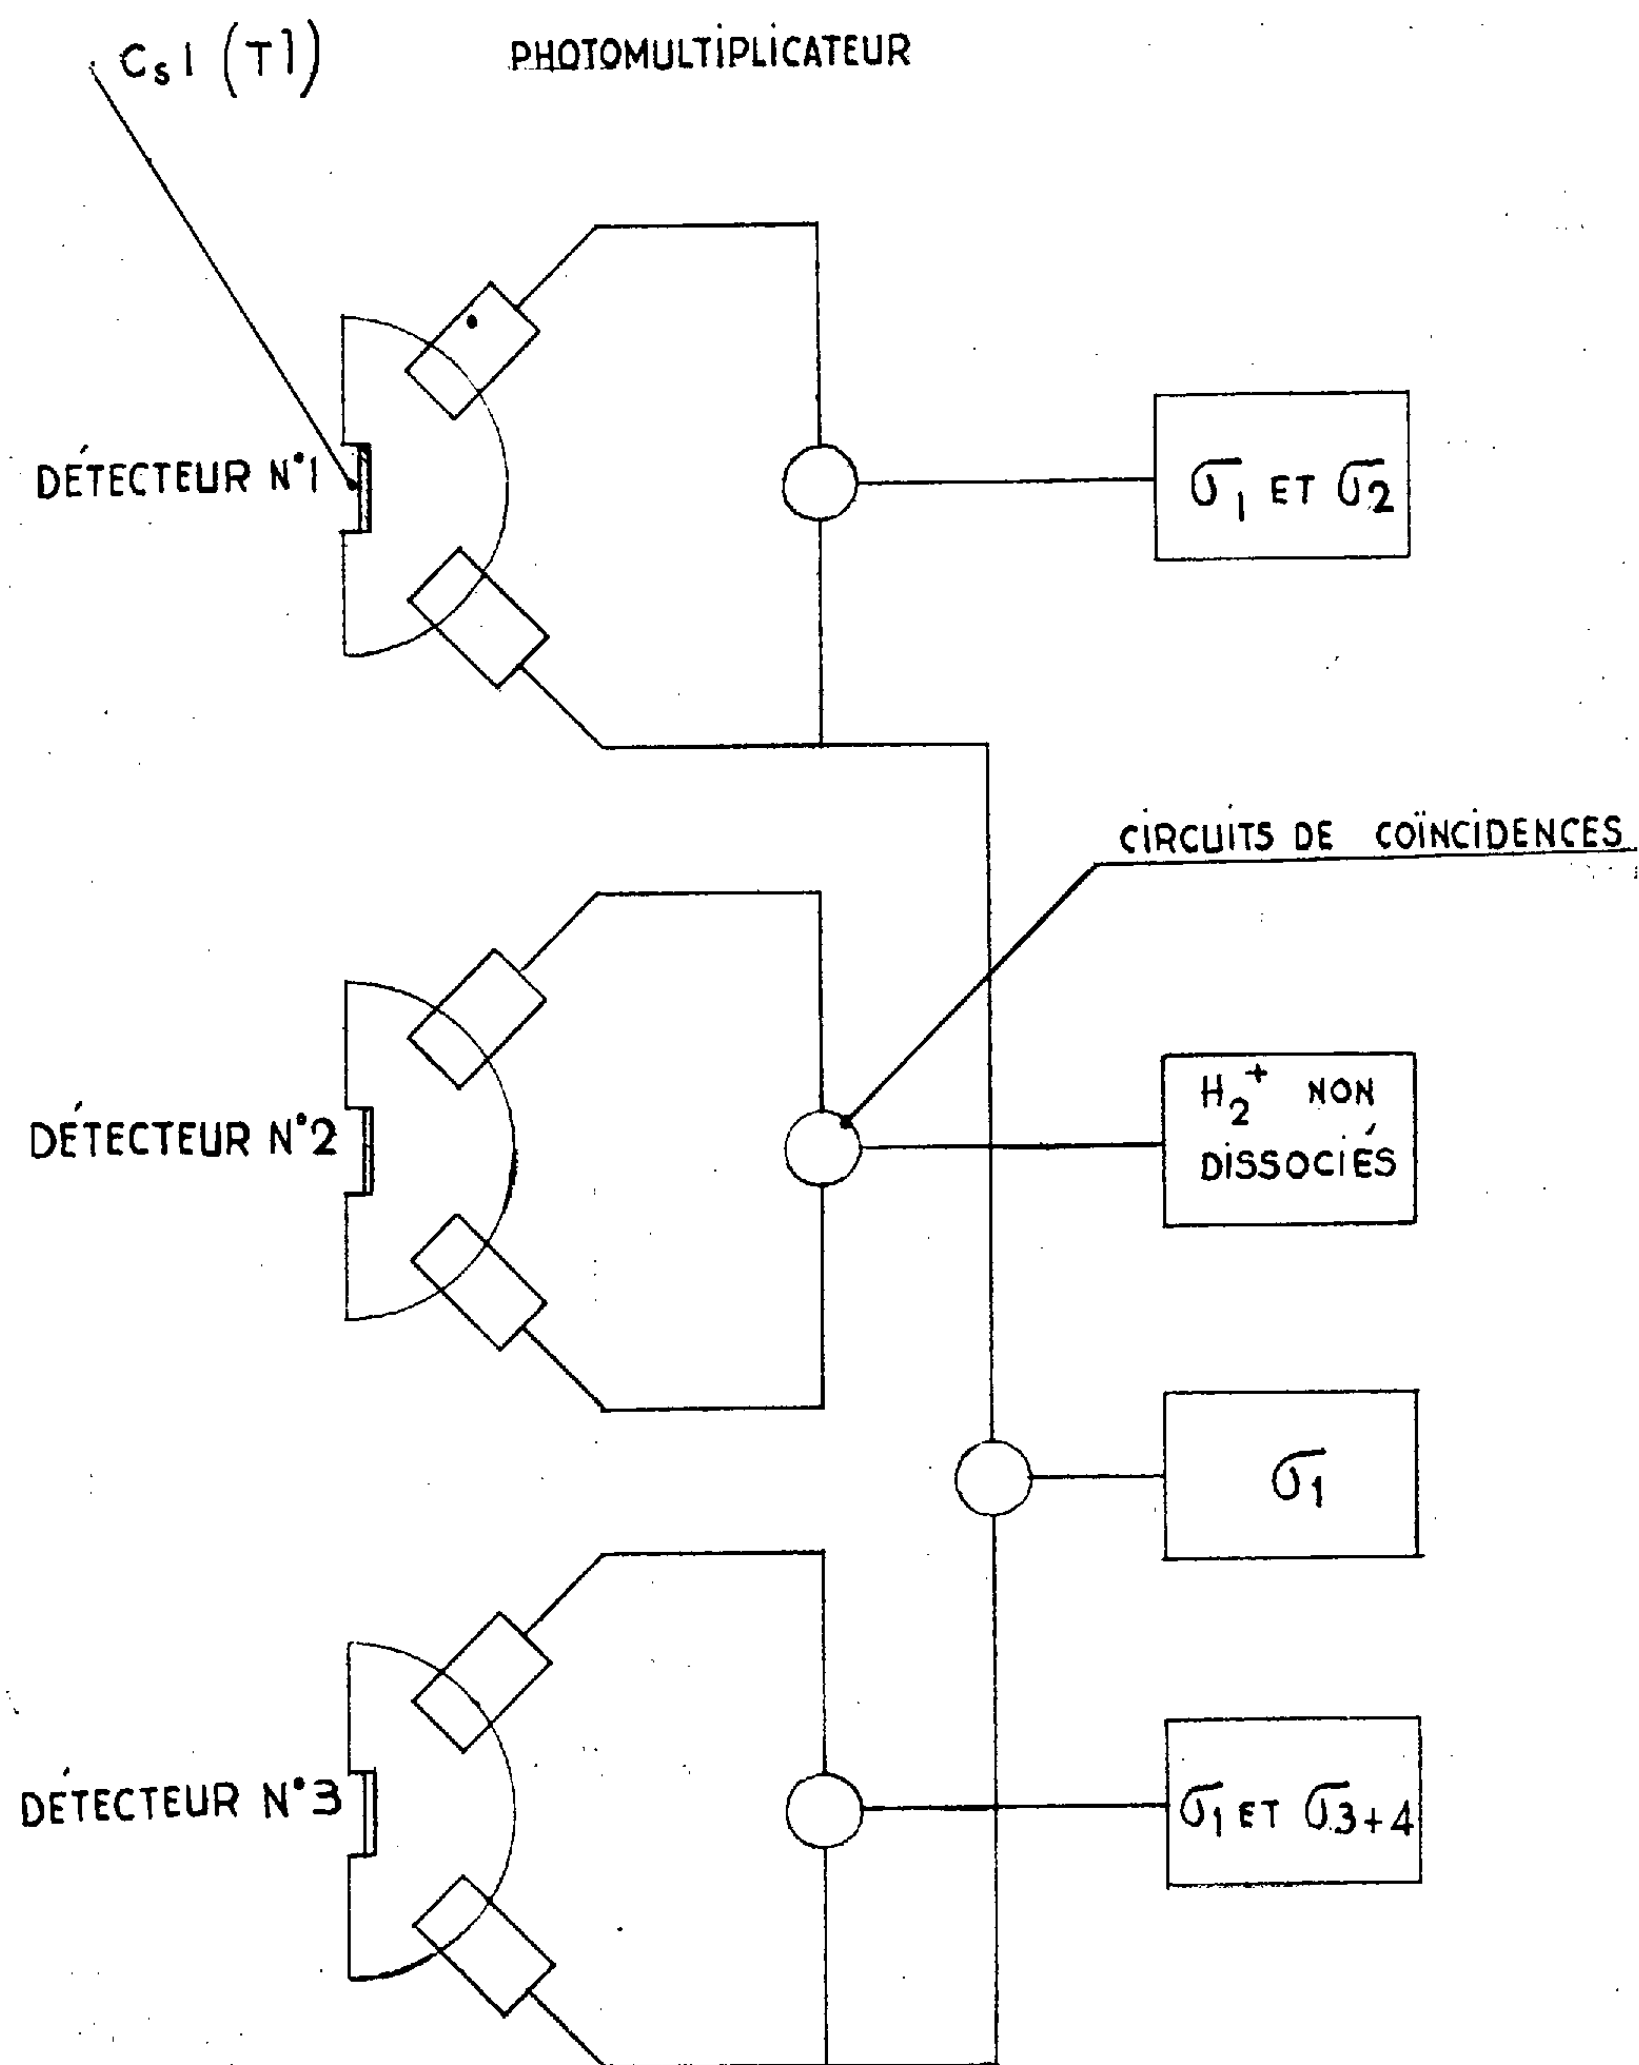 CsI (Tl)
PHOTOMULTIPLICATEUR
DÉTECTEUR N°1
σ1 ET σ2
CIRCUITS DE COÏNCIDENCES
DÉTECTEUR N°2
H2+ NON
DISSOCIÉS
σ1
DÉTECTEUR N°3
σ1 ET σ3+4